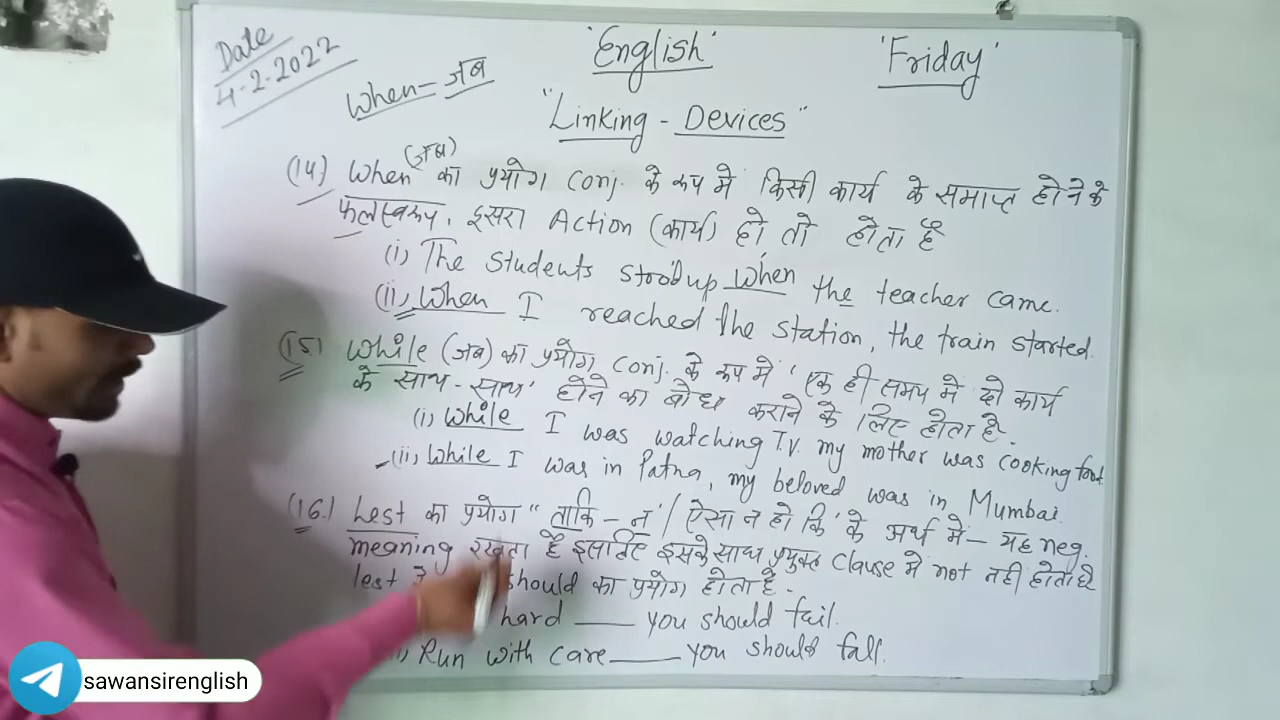 Date
4-2-2022
'English'
'Friday'
When - जब
"Linking - Devices"
(14) When (जब) का प्रयोग Conj. के रूप में किसी कार्य के समाप्त होने के
फलस्वरूप, दूसरा Action (कार्य) हो तो होता है
(i) The students stood up when the teacher came.
(ii) When I reached the station, the train started.
(15) While (जब) का प्रयोग Conj. के रूप में 'एक ही समय में दो कार्य
के साथ-साथ' होने का बोध कराने के लिए होता है.
(i) While I was watching T.V. my mother was cooking food.
(ii) While I was in Patna, my beloved was in Mumbai.
(16.) Lest का प्रयोग "ताकि - न / ऐसा न हो कि' के अर्थ में - यह neg.
meaning रखता है इसलिए इसके साथ प्रयुक्त Clause में not नही होता है
lest should का प्रयोग होता है.
hard ____ you should fail.
Run with care ____ you should fall.
sawansirenglish